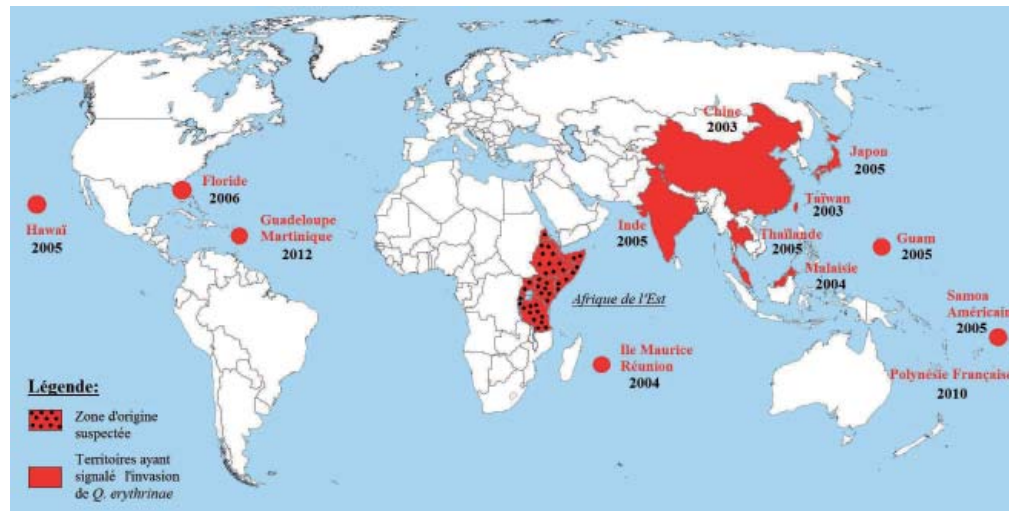 Chine
2003
Japon
2005
Floride
2006
Taïwan
2003
Hawaï
2005
Guadeloupe
Martinique
2012
Inde
2005
Thaïlande
2005
Guam
2005
Malaisie
2004
Afrique de l'Est
Samoa
Américain
2005
Ile Maurice
Réunion
2004
Polynésie Française
2010
Légende:
Zone d'origine
suspectée
Territoires ayant
signalé l'invasion
de Q. erythrinae